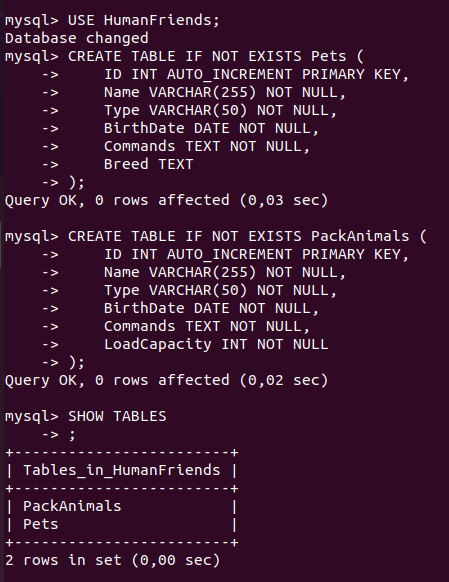 mysql> USE HumanFriends;
Database changed
mysql> CREATE TABLE IF NOT EXISTS Pets (
    ->     ID INT AUTO_INCREMENT PRIMARY KEY,
    ->     Name VARCHAR(255) NOT NULL,
    ->     Type VARCHAR(50) NOT NULL,
    ->     BirthDate DATE NOT NULL,
    ->     Commands TEXT NOT NULL,
    ->     Breed TEXT
    -> );
Query OK, 0 rows affected (0,03 sec)

mysql> CREATE TABLE IF NOT EXISTS PackAnimals (
    ->     ID INT AUTO_INCREMENT PRIMARY KEY,
    ->     Name VARCHAR(255) NOT NULL,
    ->     Type VARCHAR(50) NOT NULL,
    ->     BirthDate DATE NOT NULL,
    ->     Commands TEXT NOT NULL,
    ->     LoadCapacity INT NOT NULL
    -> );
Query OK, 0 rows affected (0,02 sec)

mysql> SHOW TABLES
    -> ;
+------------------------+
| Tables_in_HumanFriends |
+------------------------+
| PackAnimals            |
| Pets                   |
+------------------------+
2 rows in set (0,00 sec)